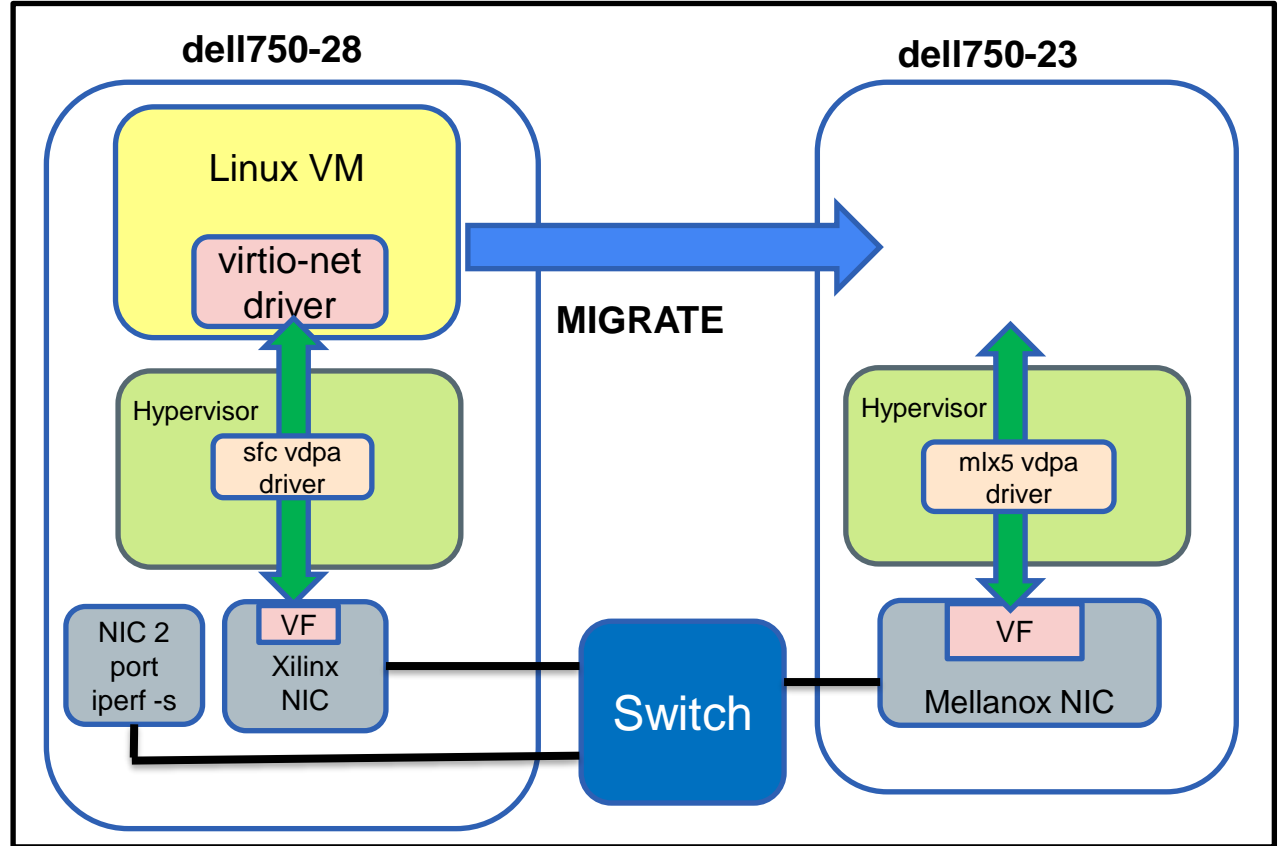 dell750-28
dell750-23
Linux VM
virtio-net
driver
MIGRATE
Hypervisor
sfc vdpa
driver
Hypervisor
mlx5 vdpa
driver
NIC 2
port
iperf -s
VF
Xilinx
NIC
Switch
VF
Mellanox NIC